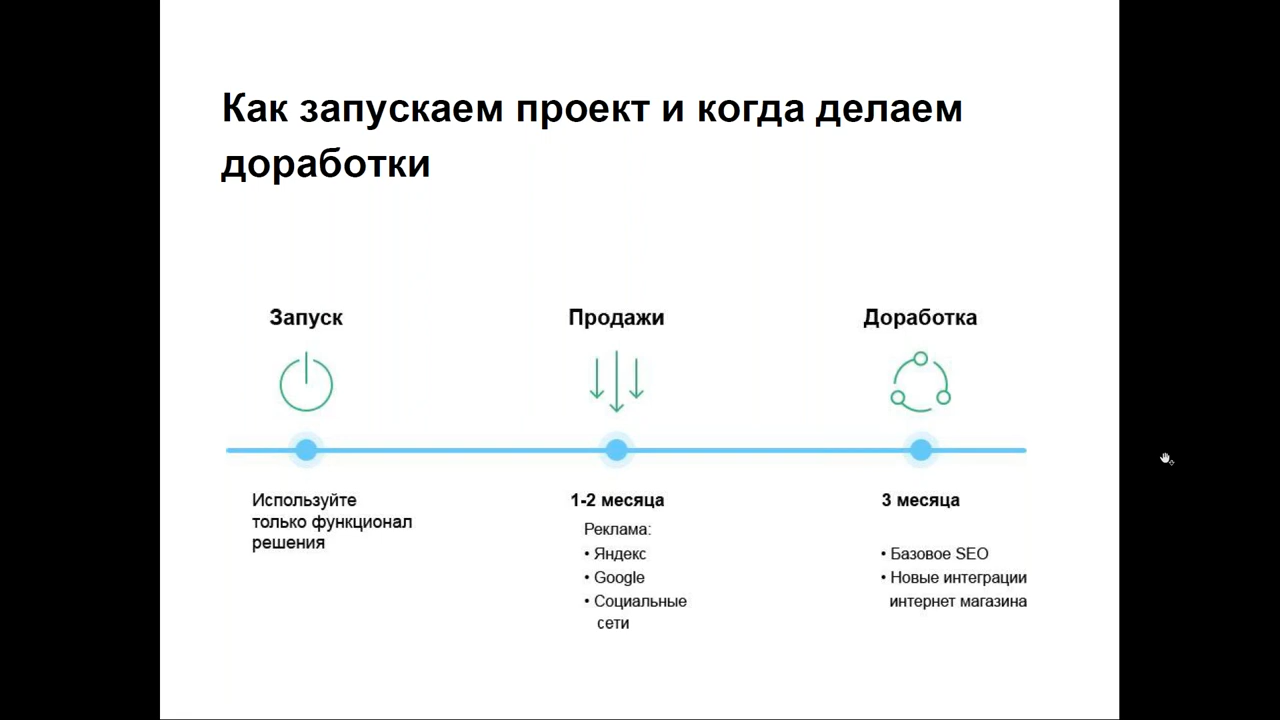 Как запускаем проект и когда делаем
доработки
Запуск
Продажи
Доработка
Используйте
только функционал
решения
1-2 месяца
Реклама:
• Яндекс
• Google
• Социальные
сети
3 месяца
• Базовое SEO
• Новые интеграции
интернет магазина